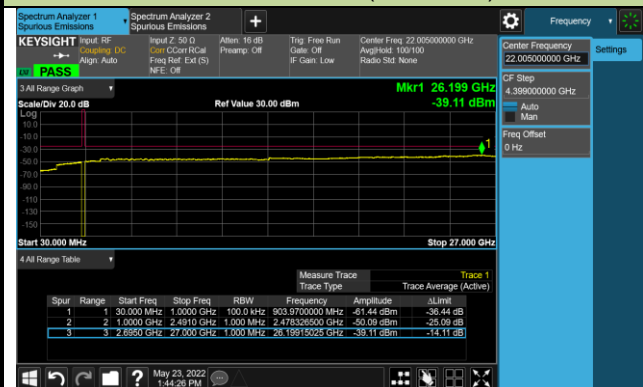 Spectrum Analyzer 1
Spurious Emissions
Spectrum Analyzer 2
Spurious Emissions
+
Frequency
KEYSIGHT
Input: RF
Coupling: DC
Align: Auto
Input Z: 50 Ω
Corr CCorr RCal
Freq Ref: Ext (S)
NFE: Off
Atten: 16 dB
Preamp: Off
Trig: Free Run
Gate: Off
IF Gain: Low
Center Freq: 22.005000000 GHz
Avg|Hold: 100/100
Radio Std: None
PASS
Center Frequency
22.005000000 GHz
Settings
CF Step
4.399000000 GHz
Auto
Man
Freq Offset
0 Hz
3 All Range Graph
Mkr1 26.199 GHz
Scale/Div 20.0 dB
Ref Value 30.00 dBm
-39.11 dBm
Log
10.0
-10.0
-30.0
-50.0
-70.0
-90.0
-110
-130
-150
1
Start 30.000 MHz
Stop 27.000 GHz
4 All Range Table
Measure Trace Trace 1
Trace Type Trace Average (Active)
Spur Range Start Freq Stop Freq RBW Frequency Amplitude ΔLimit
1 1 30.000 MHz 1.0000 GHz 100.0 kHz 903.9700000 MHz -61.44 dBm -36.44 dB
2 2 1.0000 GHz 2.4910 GHz 1.000 MHz 2.478326500 GHz -50.09 dBm -25.09 dB
3 3 2.6950 GHz 27.000 GHz 1.000 MHz 26.19915025 GHz -39.11 dBm -14.11 dB
?
May 23, 2022
1:44:26 PM